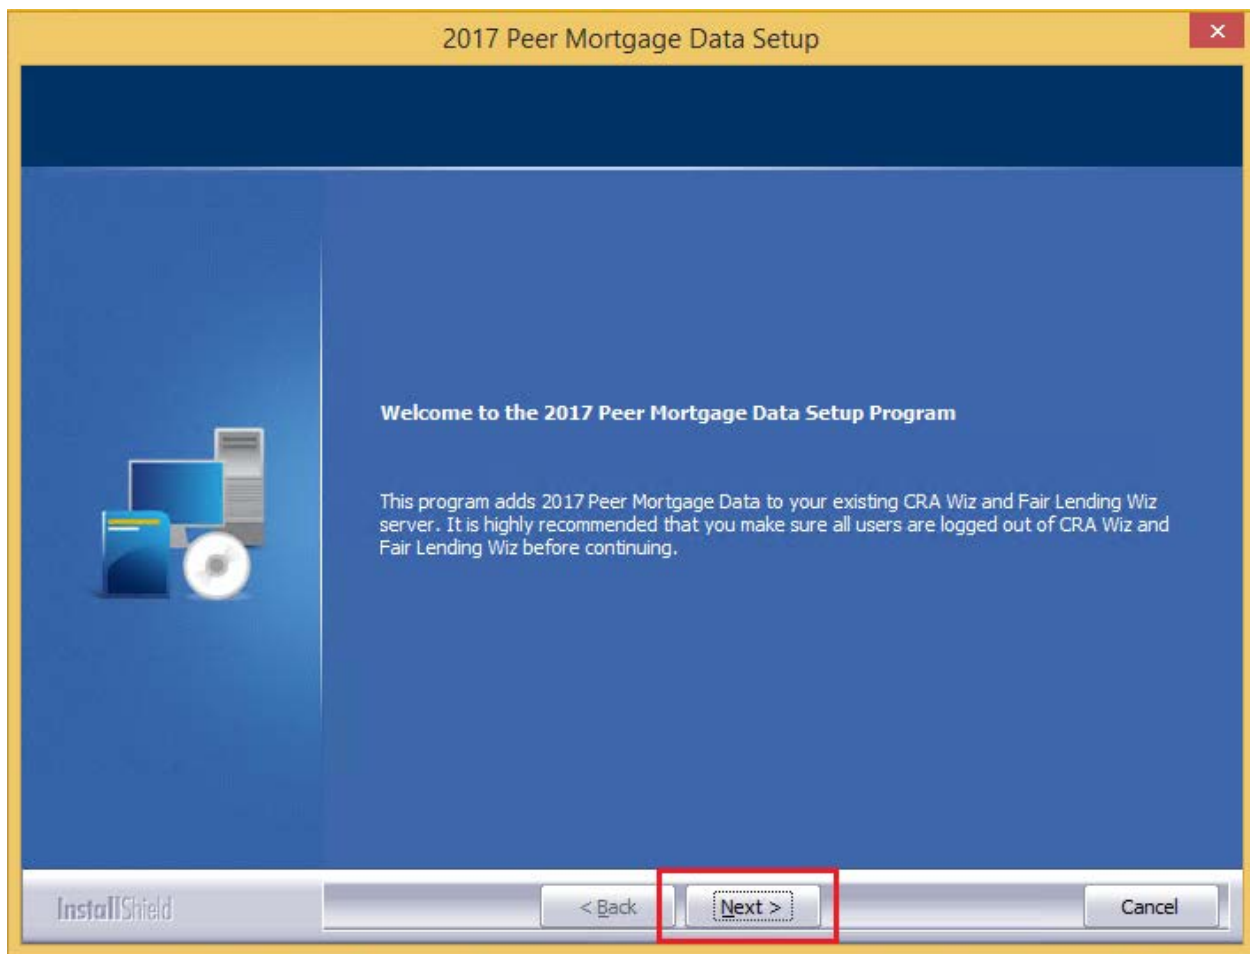 2017 Peer Mortgage Data Setup
Welcome to the 2017 Peer Mortgage Data Setup Program
This program adds 2017 Peer Mortgage Data to your existing CRA Wiz and Fair Lending Wiz
server. It is highly recommended that you make sure all users are logged out of CRA Wiz and
Fair Lending Wiz before continuing.
InstallShield
< Back
Next >
Cancel